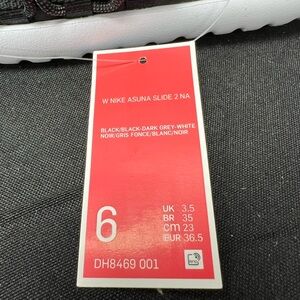 W NIKE ASUNA SLIDE 2 NA
BLACK/BLACK-DARK GREY-WHITE
NOIR/GRIS FONCE/BLANC/NOIR
6
UK 3.5
BR 35
cm 23
EUR 36.5
DH8469 001